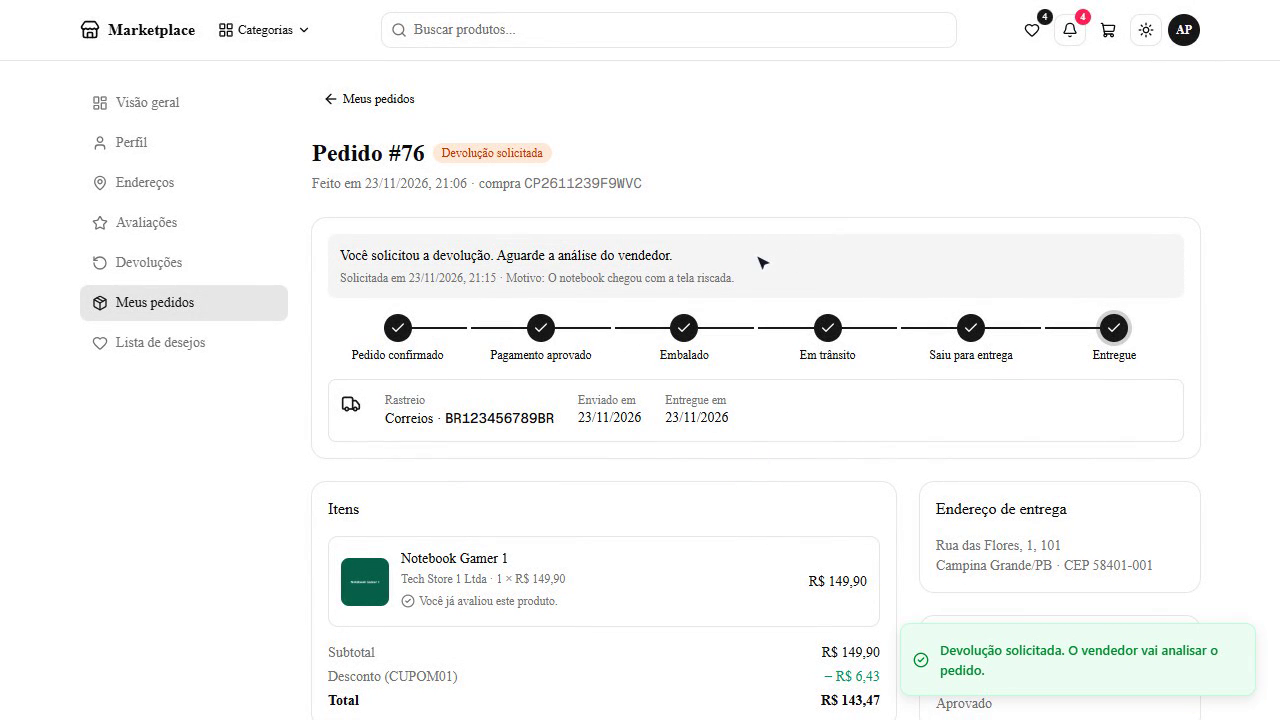 Marketplace
Categorias
Buscar produtos...
4
4
AP
Visão geral
Perfil
Endereços
Avaliações
Devoluções
Meus pedidos
Lista de desejos
Meus pedidos
Pedido #76
Devolução solicitada
Feito em 23/11/2026, 21:06 · compra CP2611239F9WVC
Você solicitou a devolução. Aguarde a análise do vendedor.
Solicitada em 23/11/2026, 21:15 · Motivo: O notebook chegou com a tela riscada.
Pedido confirmado
Pagamento aprovado
Embalado
Em trânsito
Saiu para entrega
Entregue
Rastreio
Correios · BR123456789BR
Enviado em
23/11/2026
Entregue em
23/11/2026
Itens
Notebook Gamer 1
Notebook Gamer 1
Tech Store 1 Ltda · 1 × R$ 149,90
Você já avaliou este produto.
R$ 149,90
Subtotal R$ 149,90
Desconto (CUPOM01) − R$ 6,43
Total R$ 143,47
Endereço de entrega
Rua das Flores, 1, 101
Campina Grande/PB · CEP 58401-001
Devolução solicitada. O vendedor vai analisar o
pedido.
Aprovado